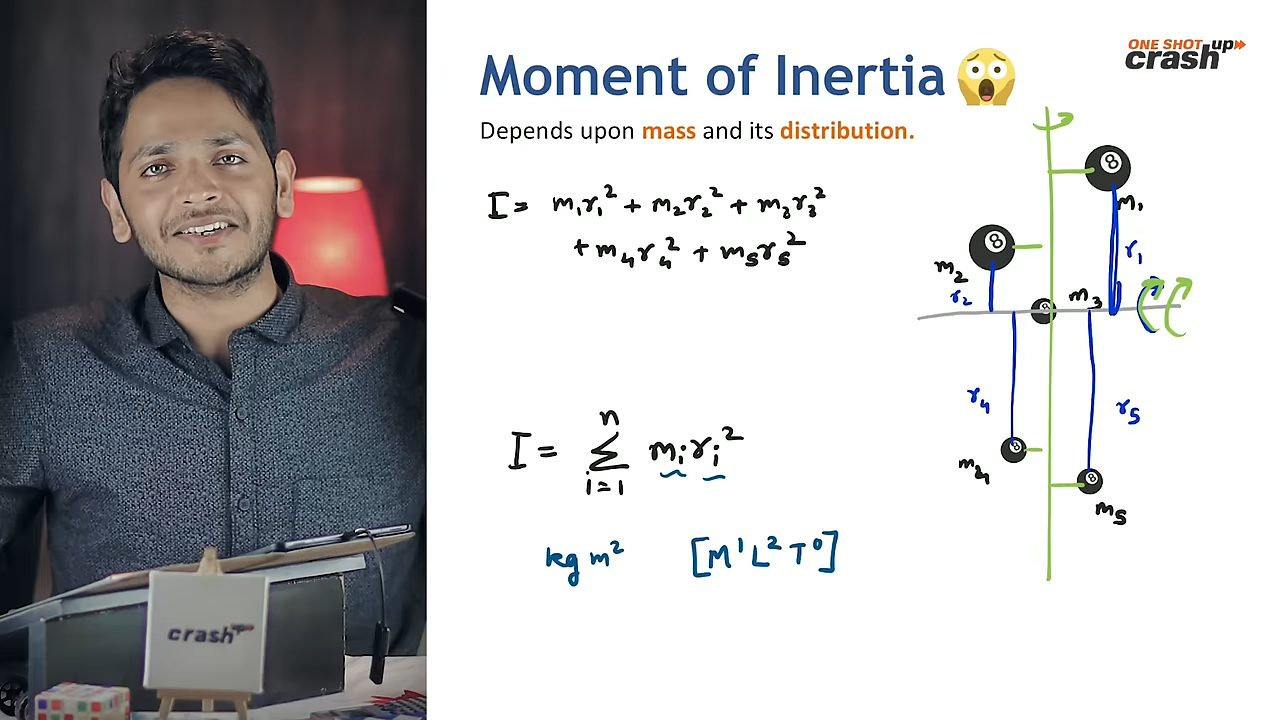 ONE SHOT
crash up
Moment of Inertia 😱
Depends upon mass and its distribution.
I = m₁r₁² + m₂r₂² + m₃r₃²
+ m₄r₄² + m₅r₅²
8
m₁
r₁
8
m₂
r₂
8
m₃
r₄
r₅
8
m₄
8
m₅
n
I = Σ mᵢrᵢ²
i=1
kg m² [M¹L²T⁰]
crash up